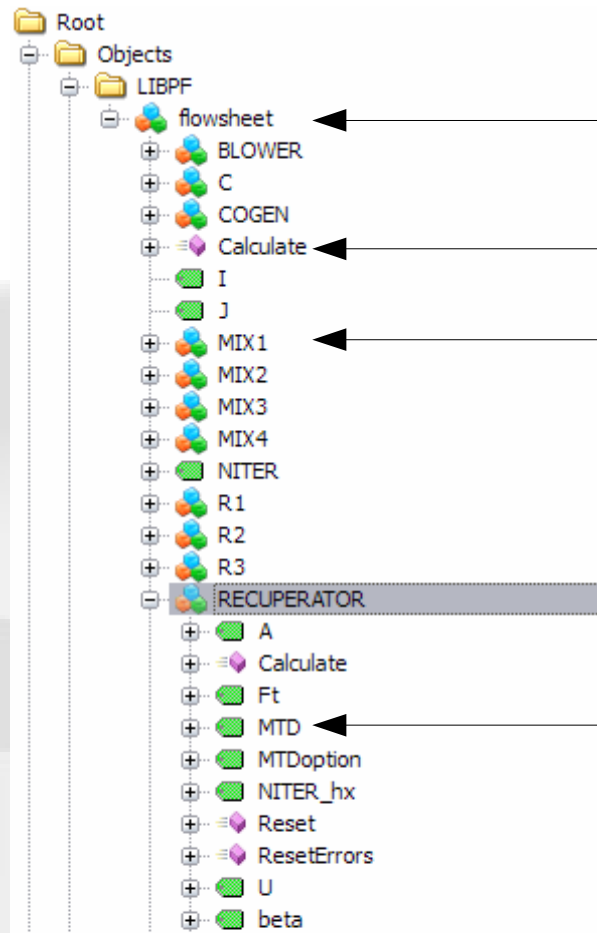 Root
Objects
LIBPF
flowsheet
BLOWER
C
COGEN
Calculate
I
J
MIX1
MIX2
MIX3
MIX4
NITER
R1
R2
R3
RECUPERATOR
A
Calculate
Ft
MTD
MTDoption
NITER_hx
Reset
ResetErrors
U
beta